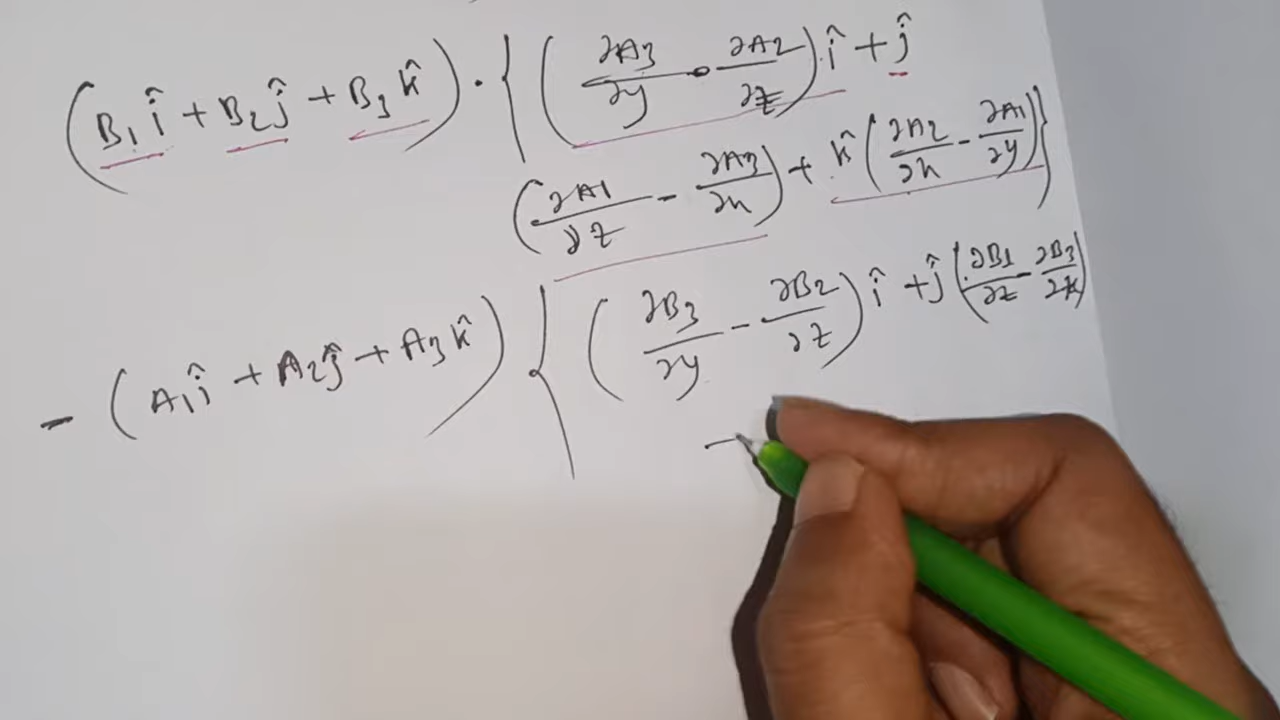 (B₁î + B₂ĵ + B₃k̂) · { (∂A₃/∂y - ∂A₂/∂z) î + ĵ
(∂A₁/∂z - ∂A₃/∂x) + k̂ (∂A₂/∂x - ∂A₁/∂y) }
- (A₁î + A₂ĵ + A₃k̂) { (∂B₃/∂y - ∂B₂/∂z) î + ĵ (∂B₁/∂z - ∂B₃/∂x)